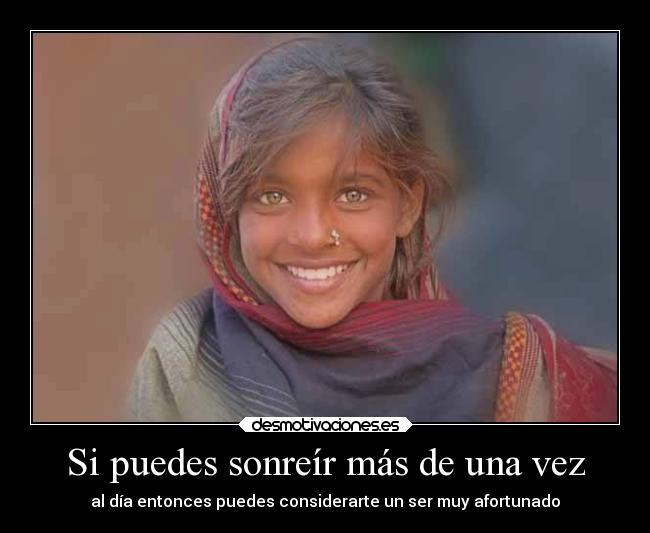 desmotivaciones.es
Si puedes sonreír más de una vez
al día entonces puedes considerarte un ser muy afortunado